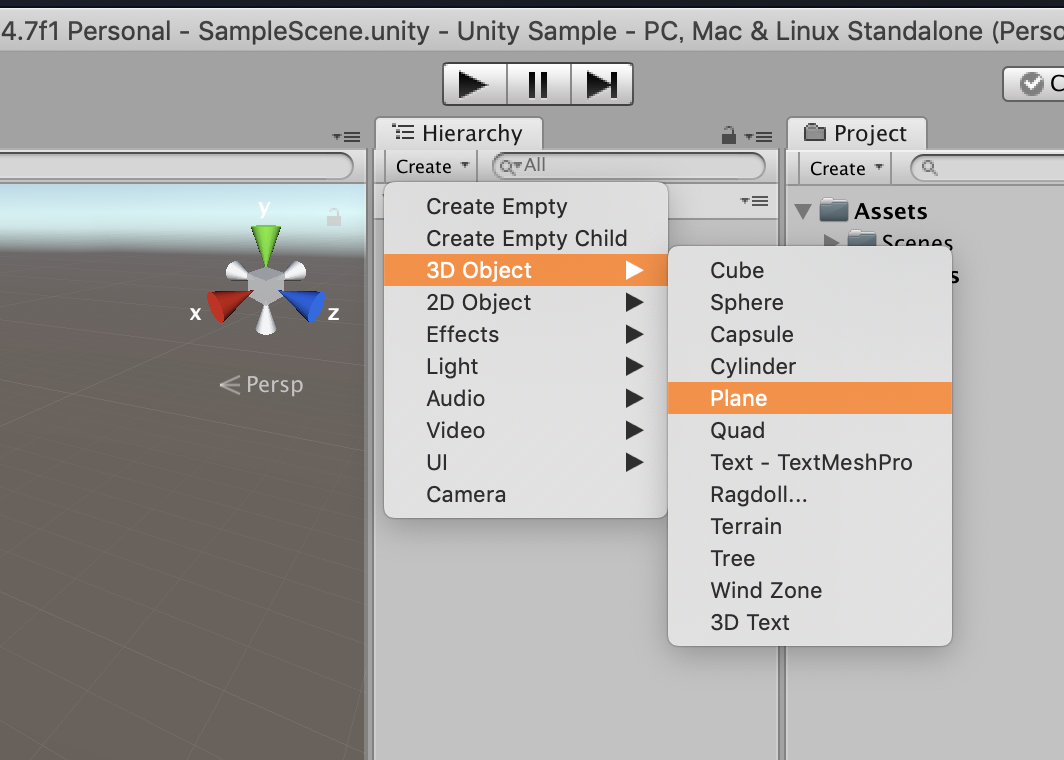 4.7f1 Personal - SampleScene.unity - Unity Sample - PC, Mac & Linux Standalone (Perso
Hierarchy
Project
Create
All
Create
y
x
z
Persp
Create Empty
Create Empty Child
3D Object
2D Object
Effects
Light
Audio
Video
UI
Camera
Assets
Scenes
Cube
Sphere
Capsule
Cylinder
Plane
Quad
Text - TextMeshPro
Ragdoll...
Terrain
Tree
Wind Zone
3D Text